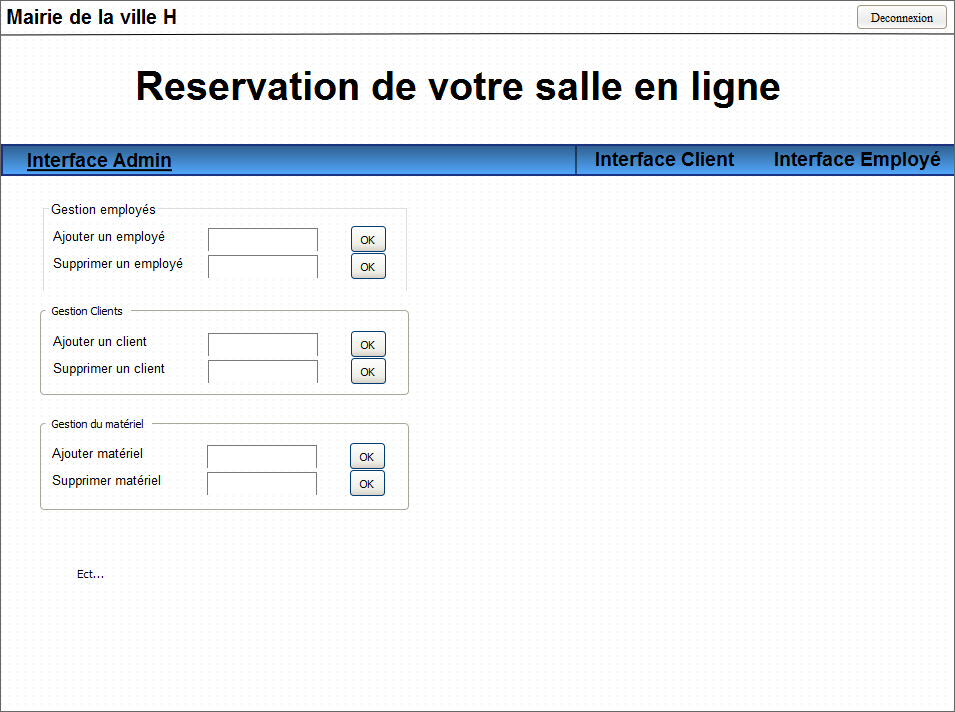 Mairie de la ville H
Deconnexion
Reservation de votre salle en ligne
Interface Admin
Interface Client
Interface Employé
Gestion employés
Ajouter un employé
OK
Supprimer un employé
OK
Gestion Clients
Ajouter un client
OK
Supprimer un client
OK
Gestion du matériel
Ajouter matériel
OK
Supprimer matériel
OK
Ect...